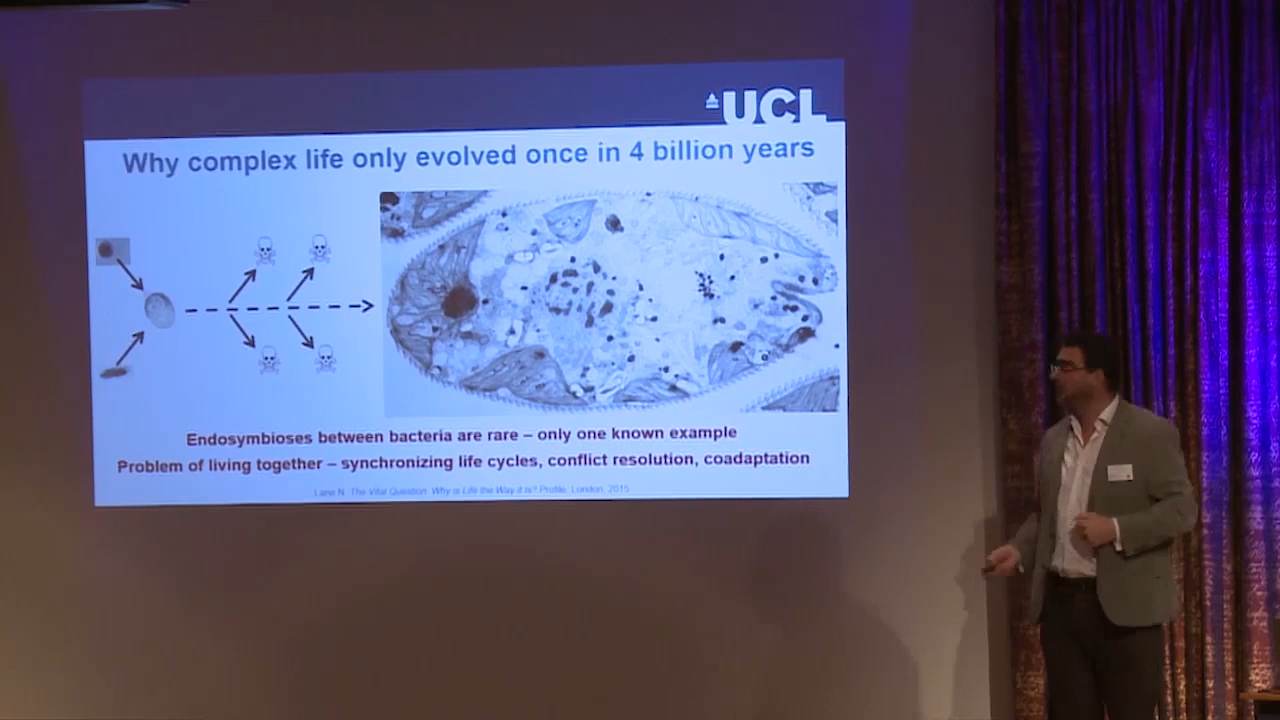 UCL
Why complex life only evolved once in 4 billion years
Endosymbioses between bacteria are rare – only one known example
Problem of living together – synchronizing life cycles, conflict resolution, coadaptation
Lane N. The Vital Question: Why is Life the Way it is? Profile, London, 2015